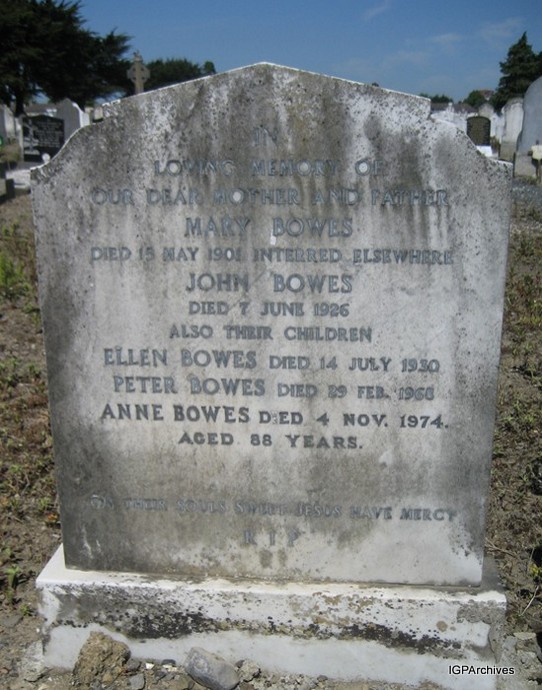 IN
LOVING MEMORY OF
OUR DEAR MOTHER AND FATHER
MARY BOWES
DIED 15 MAY 1901 INTERRED ELSEWHERE
JOHN BOWES
DIED 7 JUNE 1926
ALSO THEIR CHILDREN
ELLEN BOWES DIED 14 JULY 1930
PETER BOWES DIED 29 FEB. 1968
ANNE BOWES DIED 4 NOV. 1974.
AGED 88 YEARS.
ON THEIR SOULS SWEET JESUS HAVE MERCY
R I P
IGPArchives